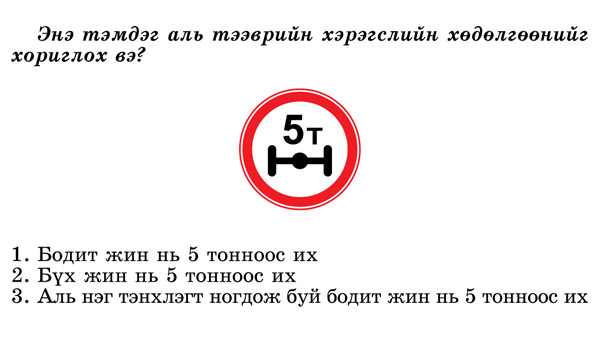 Энэ тэмдэг аль тээврийн хэрэгслийн хөдөлгөөнийг
хориглох вэ?
5т
1. Бодит жин нь 5 тонноос их
2. Бүх жин нь 5 тонноос их
3. Аль нэг тэнхлэгт ногдож буй бодит жин нь 5 тонноос их